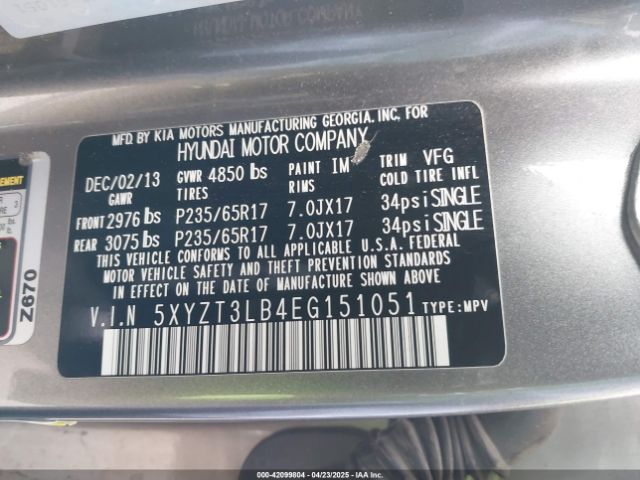 MFD. BY KIA MOTORS MANUFACTURING GEORGIA. INC, FOR
HYUNDAI MOTOR COMPANY
DEC/02/13 GVWR 4850 lbs PAINT IM TRIM VFG
GAWR TIRES RIMS COLD TIRE INFL
FRONT 2976 lbs P235/65R17 7.0JX17 34psi SINGLE
REAR 3075 lbs P235/65R17 7.0JX17 34psi SINGLE
THIS VEHICLE CONFORMS TO ALL APPLICABLE U.S.A. FEDERAL
MOTOR VEHICLE SAFETY AND THEFT PREVENTION STANDARDS
IN EFFECT ON THE DATE OF MANUFACTURE SHOWN ABOVE
V.I.N 5XYZT3LB4EG151051 TYPE:MPV
Z670
000-42099804 - 04/23/2025 - IAAI.COM